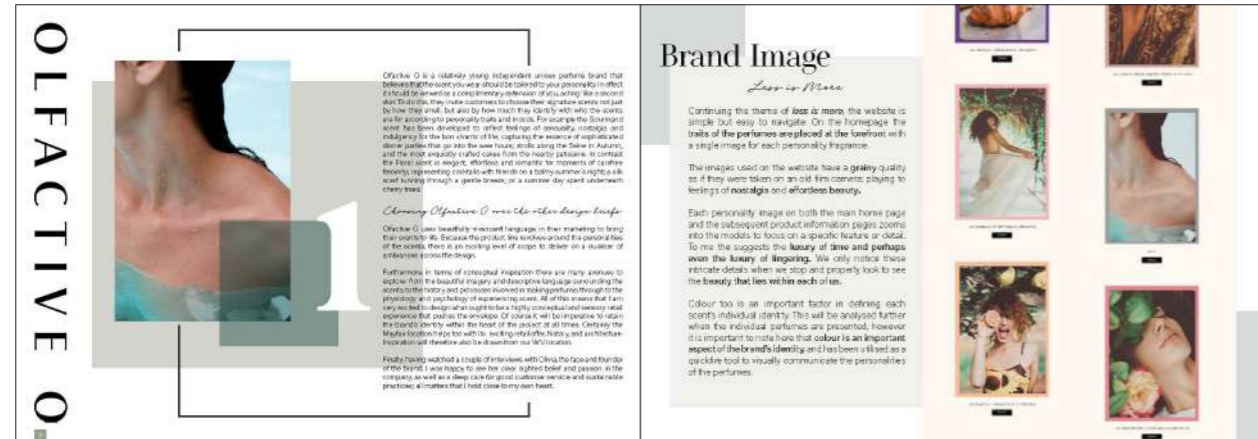 OLFACTIVE O
1
Olfactive O is a relatively young independent unisex perfume brand that
believes that the scent you wear should be tailored to your personality, in effect
it should be viewed as a complimentary extension of you, acting 'like a second
skin'. To do this, they invite customers to choose their signature scents not just
by how they smell, but also by how much they identify with who the scents
are for according to personality traits and moods. For example the Gourmand
scent has been developed to reflect feelings of sensuality, nostalgia and
indulgency for the bon vivants of life; capturing the essence of sophisticated
dinner parties that go into the wee hours; strolls along the Seine in Autumn,
and the most exquisitly crafted cakes from the nearby patisserie. In contrast
the Floral scent is elegant, effortless and romantic for moments of carefree
feminity, representing cocktails with friends on a balmy summer's night; a silk
scarf running through a gentle breeze; or a summer day spent underneath
cherry trees.
Choosing Olfactive O over the other design briefs
Olfactive O uses beautifully evocative language in their marketing to bring
their scents to life. Because the product line revolves around the personalities
of the scents, there is an exciting level of scope to deliver on a number of
ambiances across the design.
Furthermore, in terms of conceptual inspiration there are many avenues to
explore from the beautiful imagery and descriptive language surrounding the
scents, to the history and processes involved in making perfumes through to the
physiology and psychology of experiencing scent. All of this means that I am
very excited to design what ought to be a highly conceptual and sensory retail
experience that pushes the envelope. Of course it will be imperative to retain
the brand's identity within the heart of the project at all times. Certainly the
Mayfair location helps too with its exciting retail offer, history, and architecture.
Inspiration will therefore also be drawn from our location.
Finally, having watched a couple of interviews with Olivia, the face and founder
of the brand, I was happy to see her clear sighted belief and passion in the
company, as well as a deep care for good customer service and sustainable
practices; all matters that I hold close to my own heart.
Brand Image
Less is More
Continuing the theme of less is more, the website is
simple but easy to navigate. On the homepage the
traits of the perfumes are placed at the forefront with
a single image for each personality fragrance.
The images used on the website have a grainy quality
as if they were taken on an old film camera; playing to
feelings of nostalgia and effortless beauty.
Each personality image on both the main home page
and the subsequent product information pages zooms
into the models to focus on a specific feature or detail.
To me the suggests the luxury of time and perhaps
even the luxury of lingering. We only notice these
intricate details when we stop and properly look to see
the beauty that lies within each of us.
Colour too is an important factor in defining each
scent's individual identity. This will be analysed further
when the individual perfumes are presented, however
it is important to note here that colour is an important
aspect of the brand's identity, and has been utilised as a
quickfire tool to visually communicate the personalities
of the perfumes.